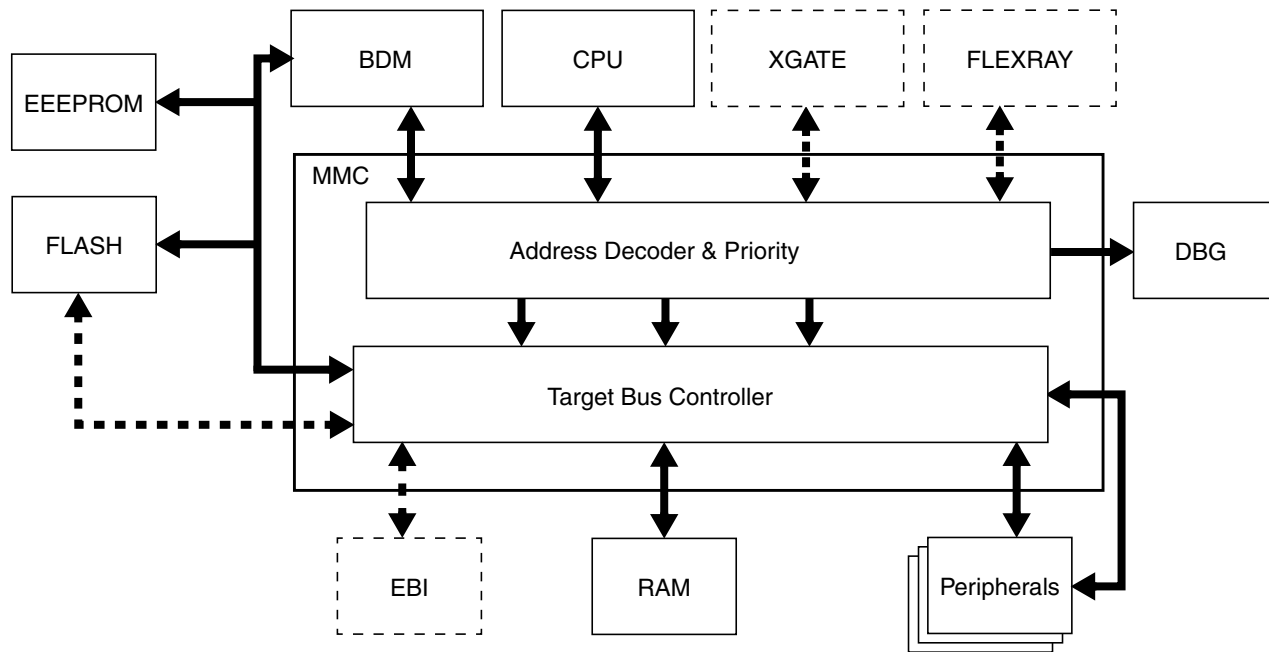 BDM
CPU
XGATE
FLEXRAY
EEEPROM
MMC
FLASH
Address Decoder & Priority
DBG
Target Bus Controller
EBI
RAM
Peripherals